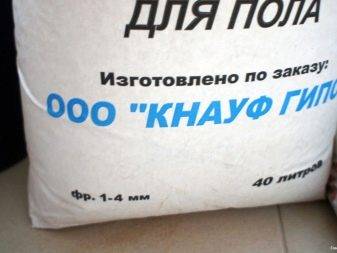 ДЛЯ ПОЛА
Изготовлено по заказу:
ООО "КНАУФ ГИПС
фр. 1-4 мм
40 литров